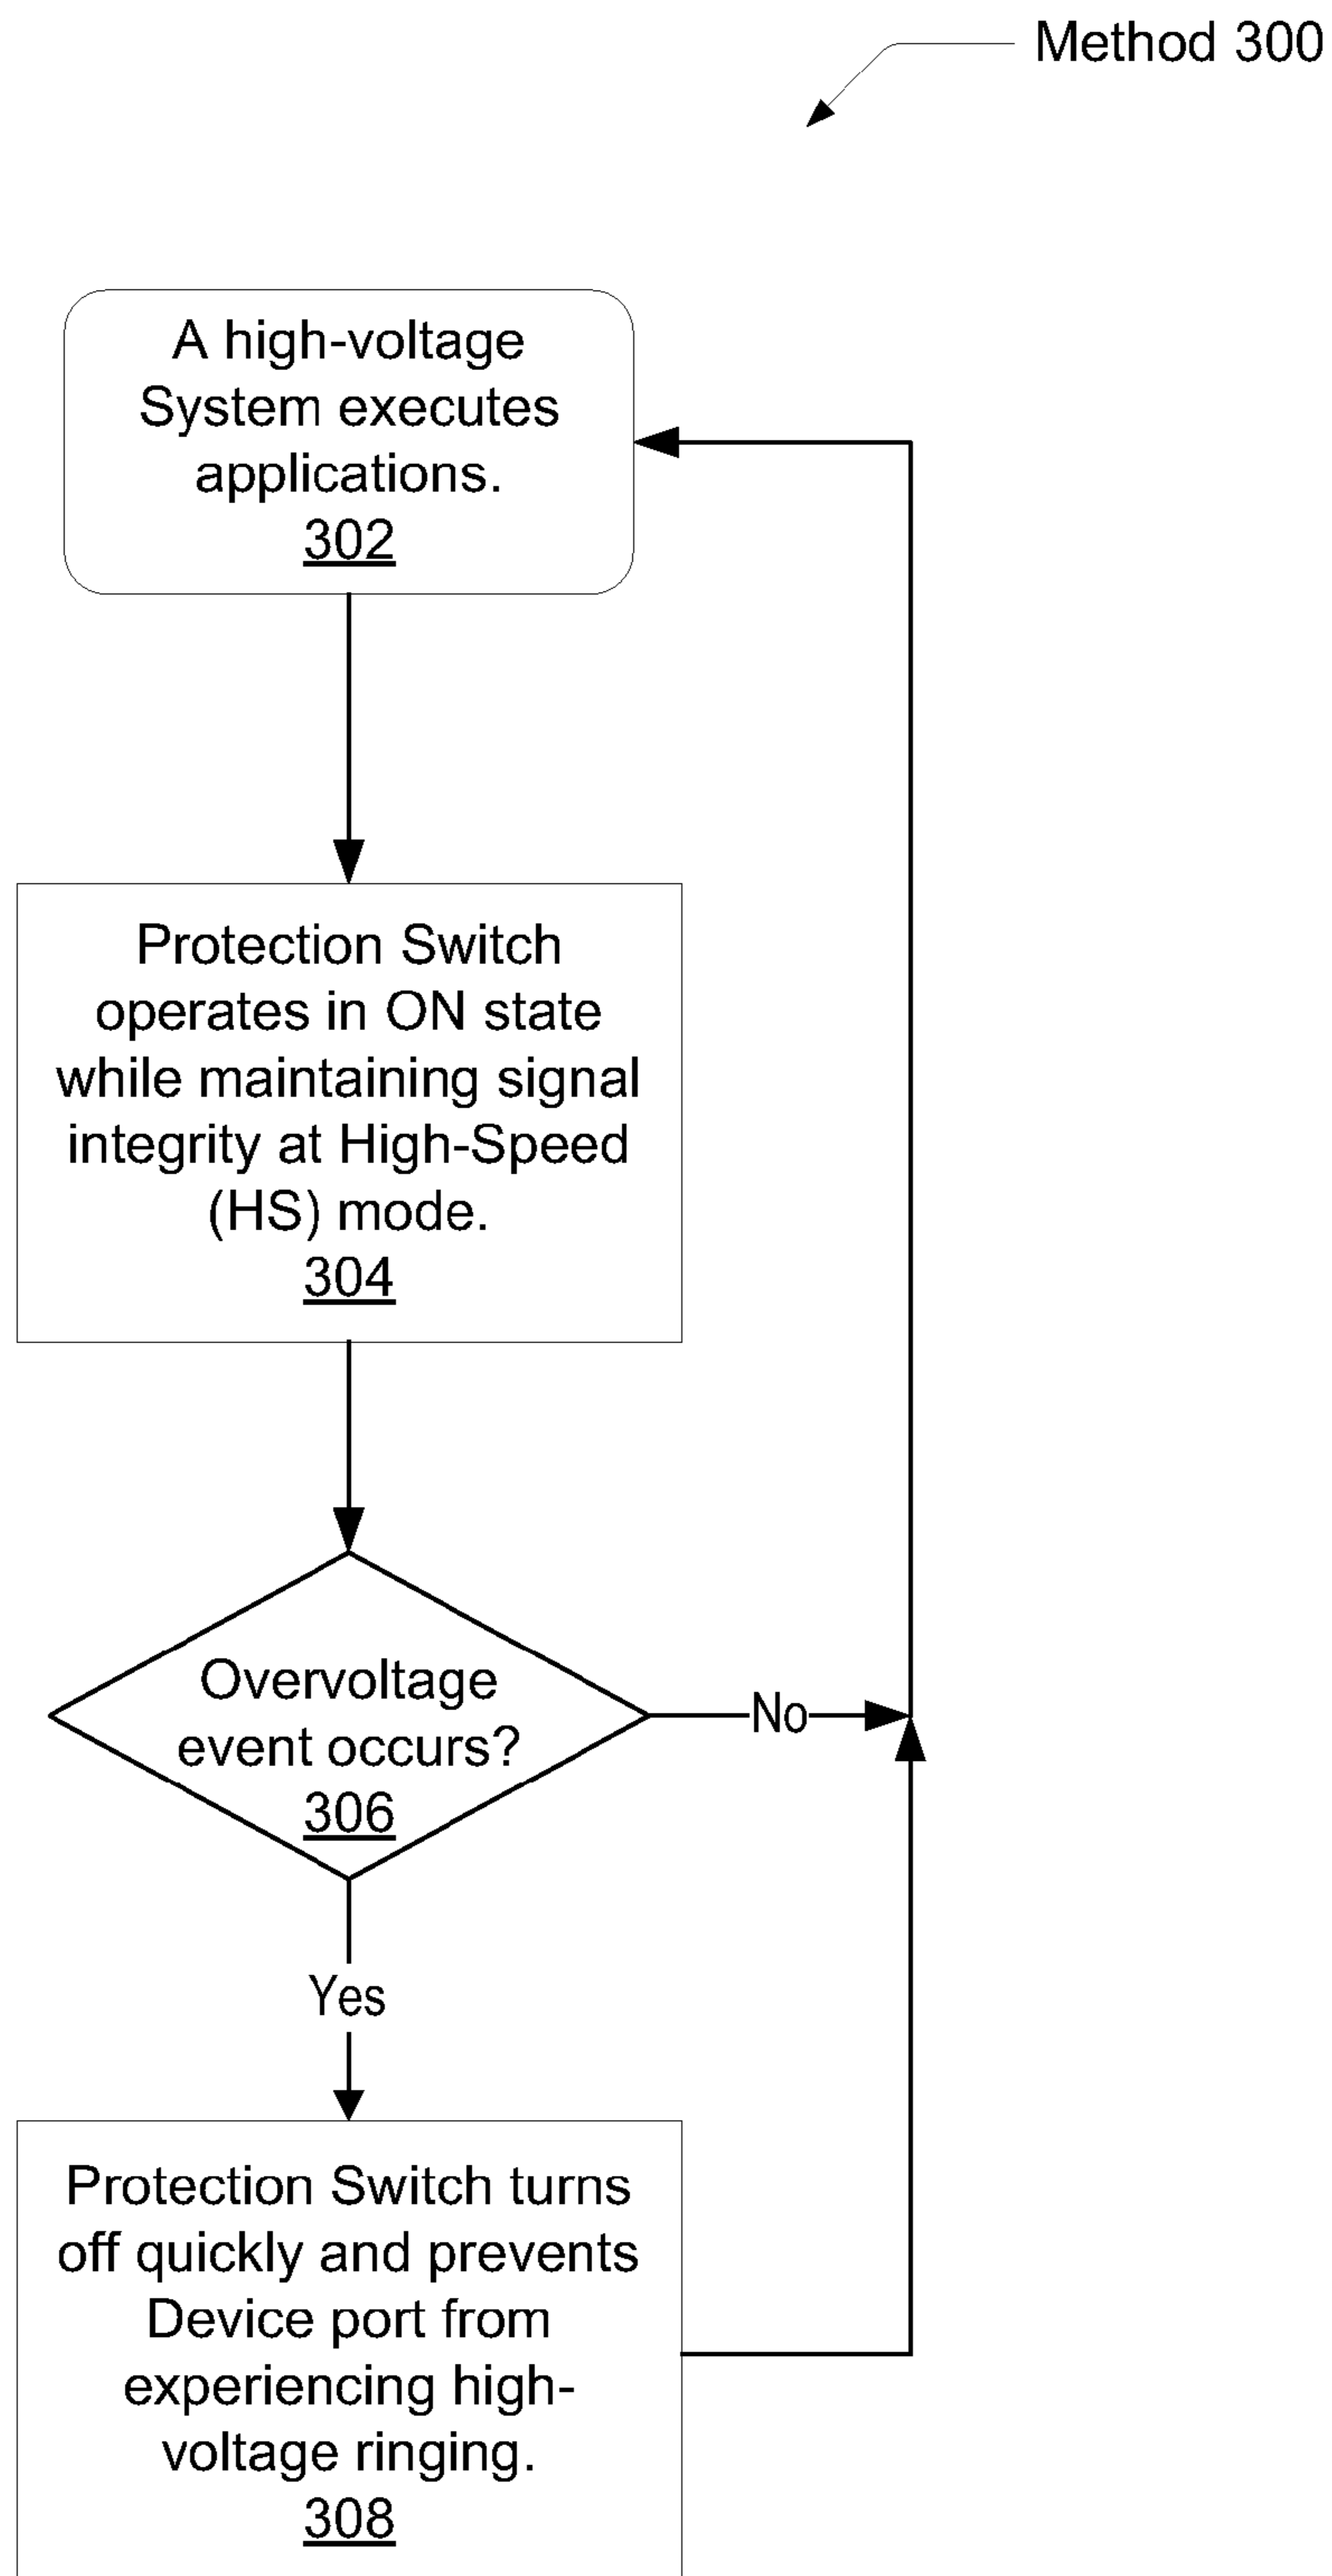 Method 300
A high-voltage
System executes
applications.
302
Protection Switch
operates in ON state
while maintaining signal
integrity at High-Speed
(HS) mode.
304
Overvoltage
event occurs?
306
No
Yes
Protection Switch turns
off quickly and prevents
Device port from
experiencing high-
voltage ringing.
308